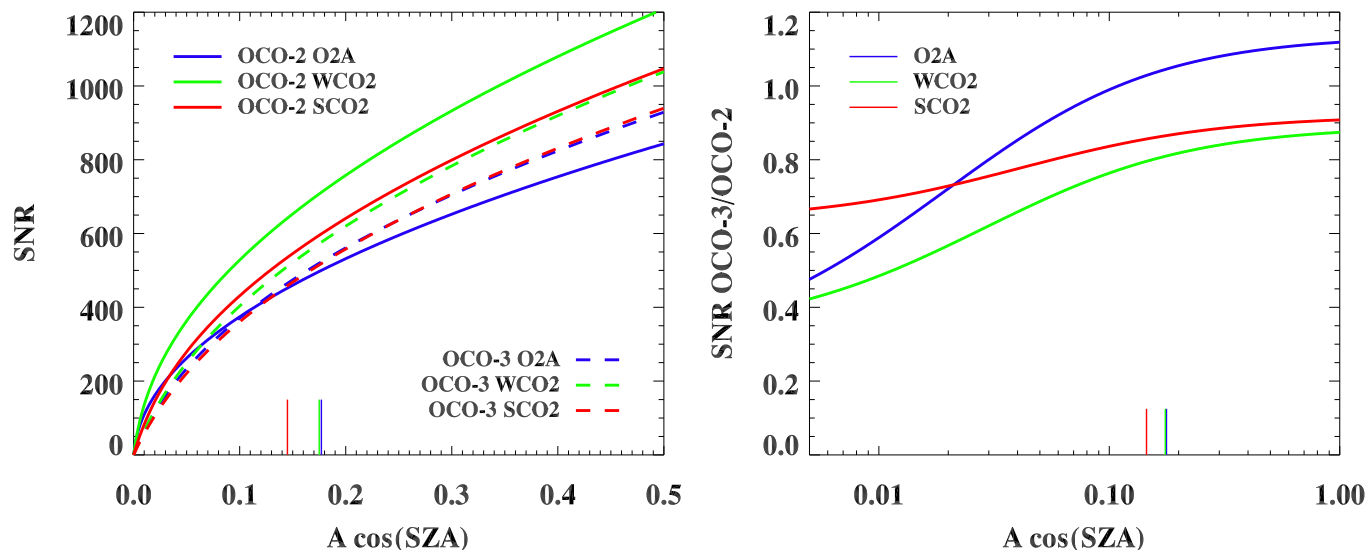 SNR
1200
1000
800
600
400
200
0
OCO-2 O2A
OCO-2 WCO2
OCO-2 SCO2
OCO-3 O2A
OCO-3 WCO2
OCO-3 SCO2
0.0 0.1 0.2 0.3 0.4 0.5
A cos(SZA)
SNR OCO-3/OCO-2
1.2
1.0
0.8
0.6
0.4
0.2
0.0
O2A
WCO2
SCO2
0.01 0.10 1.00
A cos(SZA)